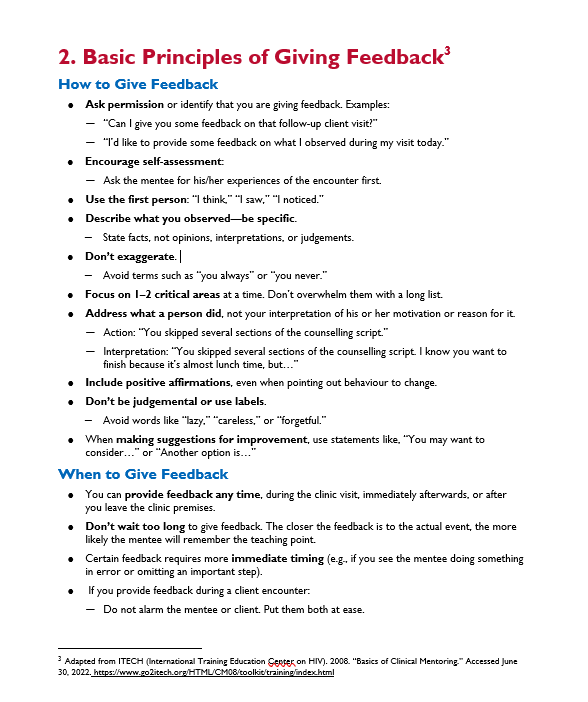 2. Basic Principles of Giving Feedback3
How to Give Feedback
● Ask permission or identify that you are giving feedback. Examples:
— “Can I give you some feedback on that follow-up client visit?”
— “I’d like to provide some feedback on what I observed during my visit today.”
● Encourage self-assessment:
— Ask the mentee for his/her experiences of the encounter first.
● Use the first person: “I think,” “I saw,” “I noticed.”
● Describe what you observed—be specific.
— State facts, not opinions, interpretations, or judgements.
● Don’t exaggerate.
— Avoid terms such as “you always” or “you never.”
● Focus on 1–2 critical areas at a time. Don’t overwhelm them with a long list.
● Address what a person did, not your interpretation of his or her motivation or reason for it.
— Action: “You skipped several sections of the counselling script.”
— Interpretation: “You skipped several sections of the counselling script. I know you want to
finish because it’s almost lunch time, but…”
● Include positive affirmations, even when pointing out behaviour to change.
● Don’t be judgemental or use labels.
— Avoid words like “lazy,” “careless,” or “forgetful.”
● When making suggestions for improvement, use statements like, “You may want to
consider…” or “Another option is…”
When to Give Feedback
● You can provide feedback any time, during the clinic visit, immediately afterwards, or after
you leave the clinic premises.
● Don’t wait too long to give feedback. The closer the feedback is to the actual event, the more
likely the mentee will remember the teaching point.
● Certain feedback requires more immediate timing (e.g., if you see the mentee doing something
in error or omitting an important step).
● If you provide feedback during a client encounter:
— Do not alarm the mentee or client. Put them both at ease.
3 Adapted from ITECH (International Training Education Center on HIV). 2008. “Basics of Clinical Mentoring.” Accessed June
30, 2022. https://www.go2itech.org/HTML/CM08/toolkit/training/index.html